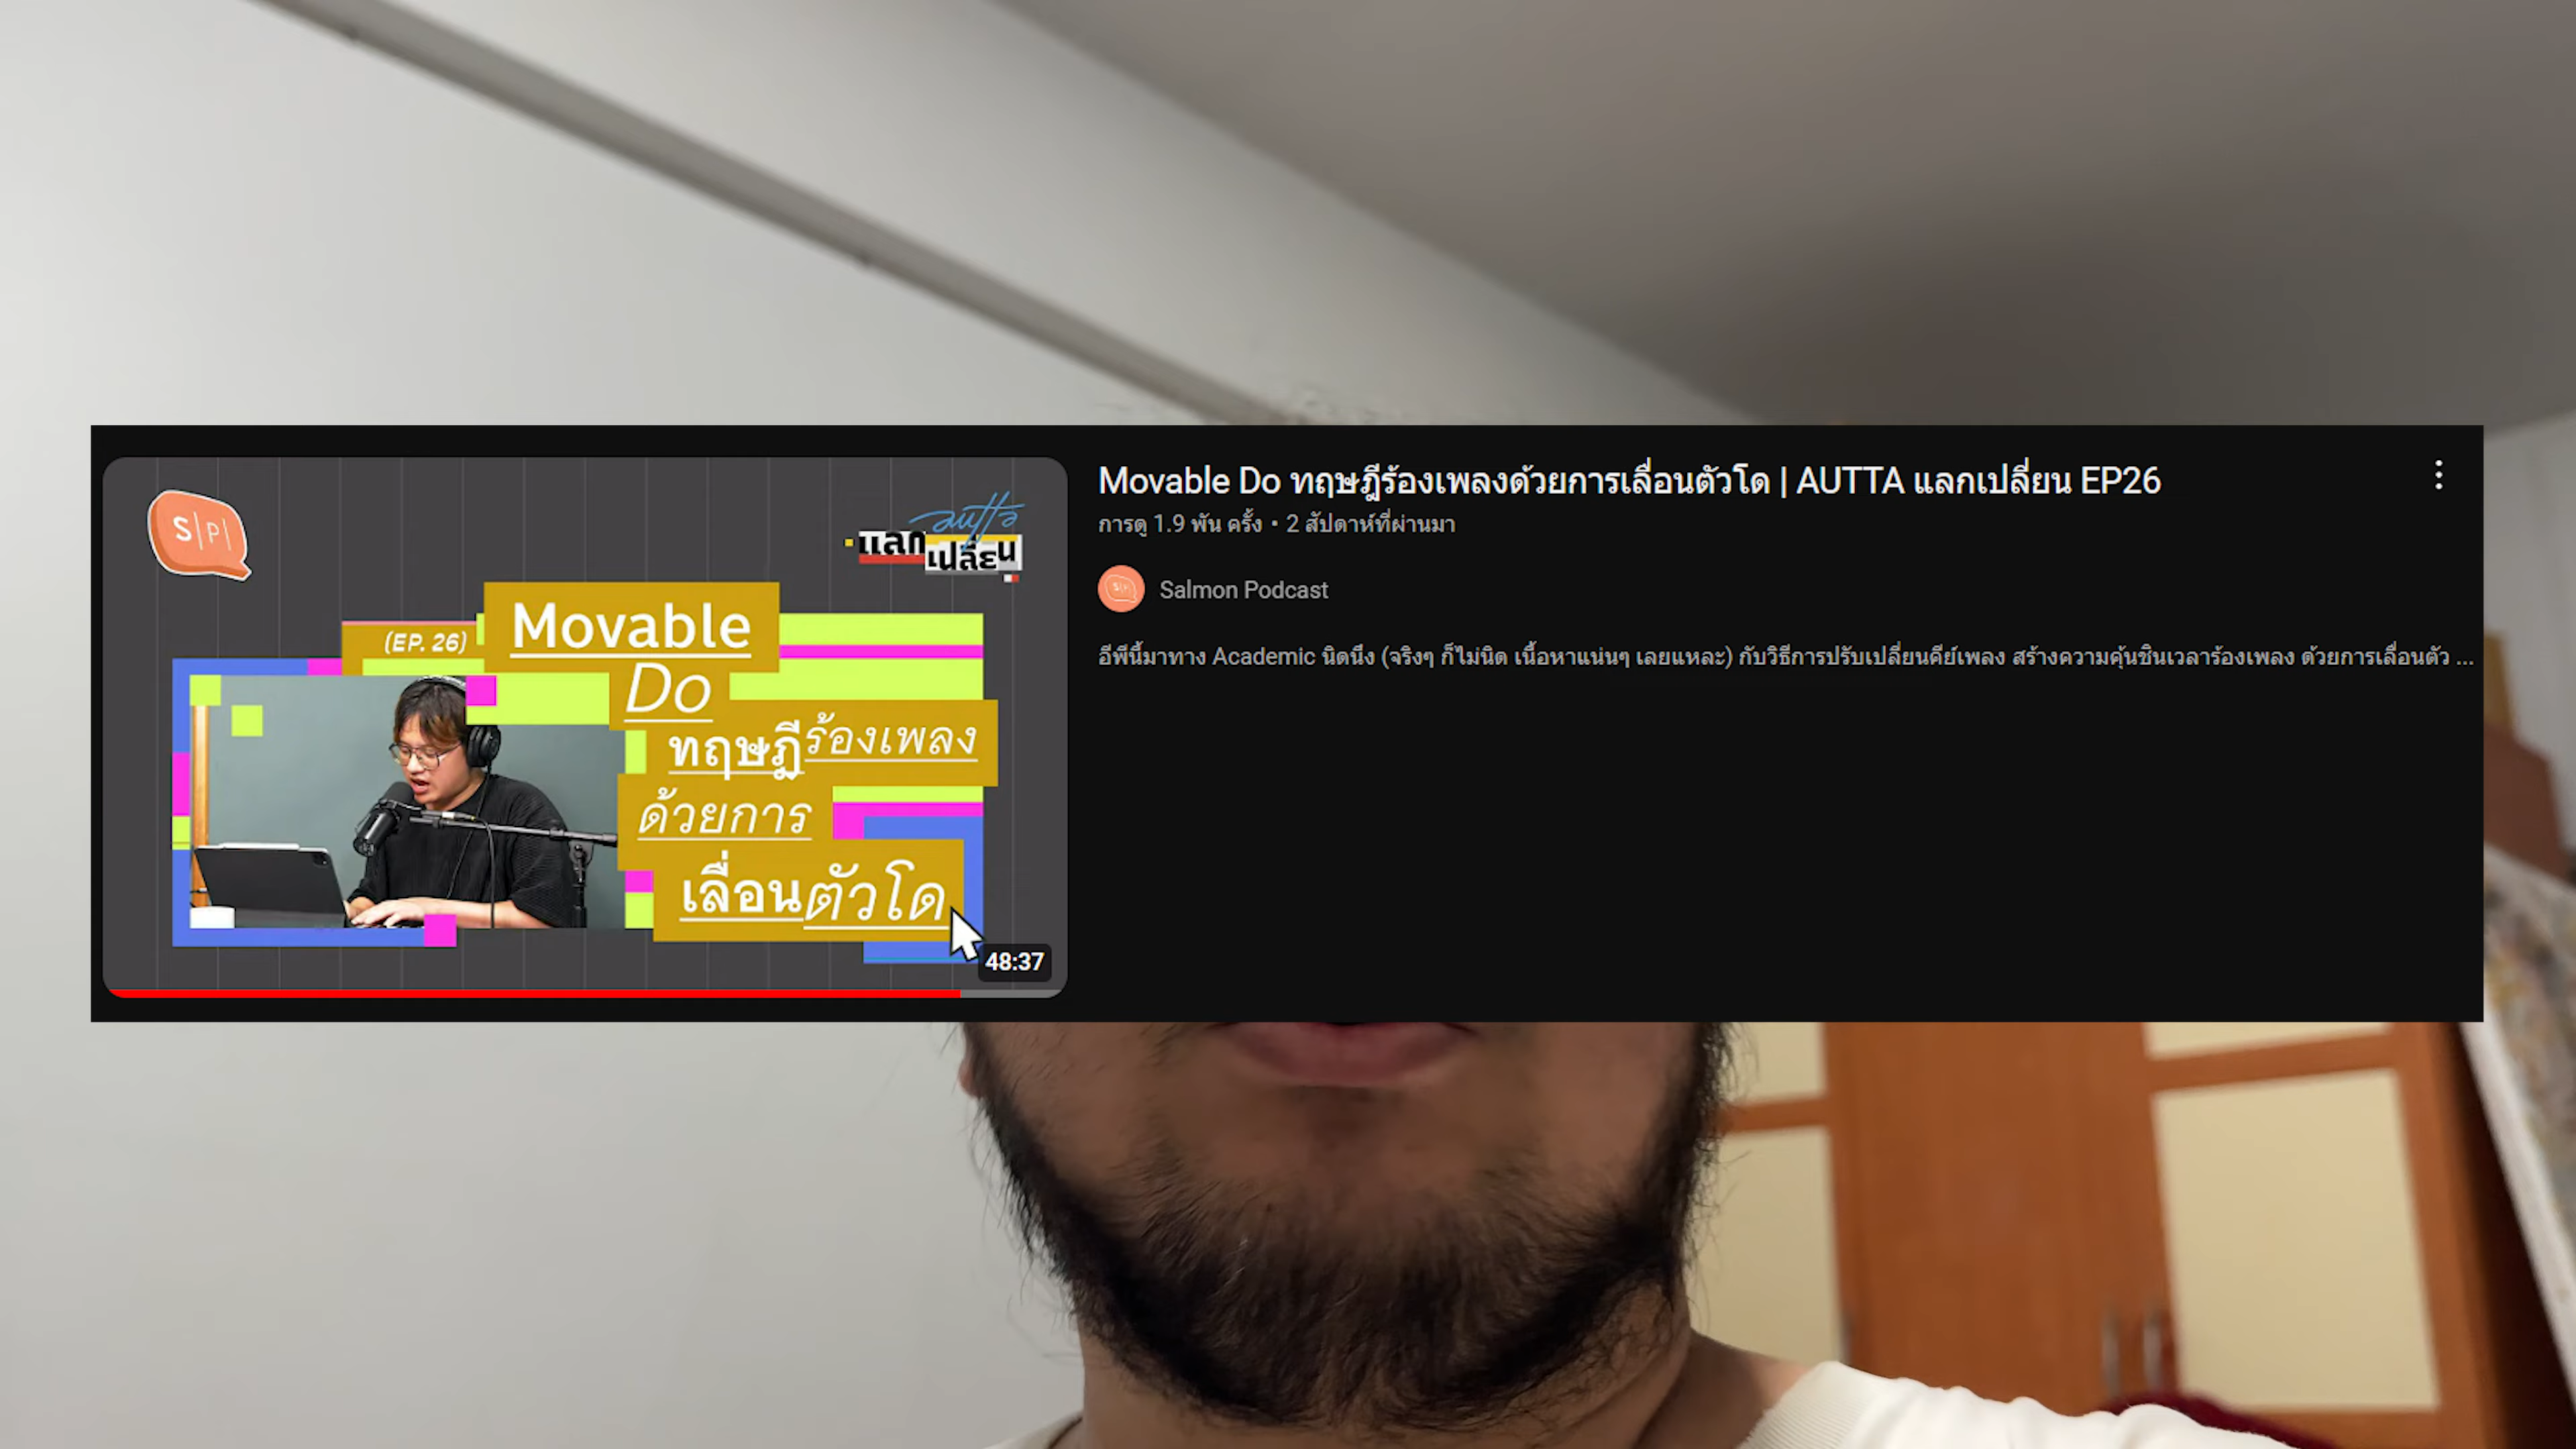 S|P|
autta
แลกเปลี่ยน
(EP. 26)
Movable
Do
ทฤษฎีร้องเพลง
ด้วยการ
เลื่อนตัวโด
48:37
Movable Do ทฤษฎีร้องเพลงด้วยการเลื่อนตัวโด | AUTTA แลกเปลี่ยน EP26
การดู 1.9 พัน ครั้ง • 2 สัปดาห์ที่ผ่านมา
Salmon Podcast
อีพีนี้มาทาง Academic นิดนึง (จริงๆ ก็ไม่นิด เนื้อหาแน่นๆ เลยแหละ) กับวิธีการปรับเปลี่ยนคีย์เพลง สร้างความคุ้นชินเวลาร้องเพลง ด้วยการเลื่อนตัว ...